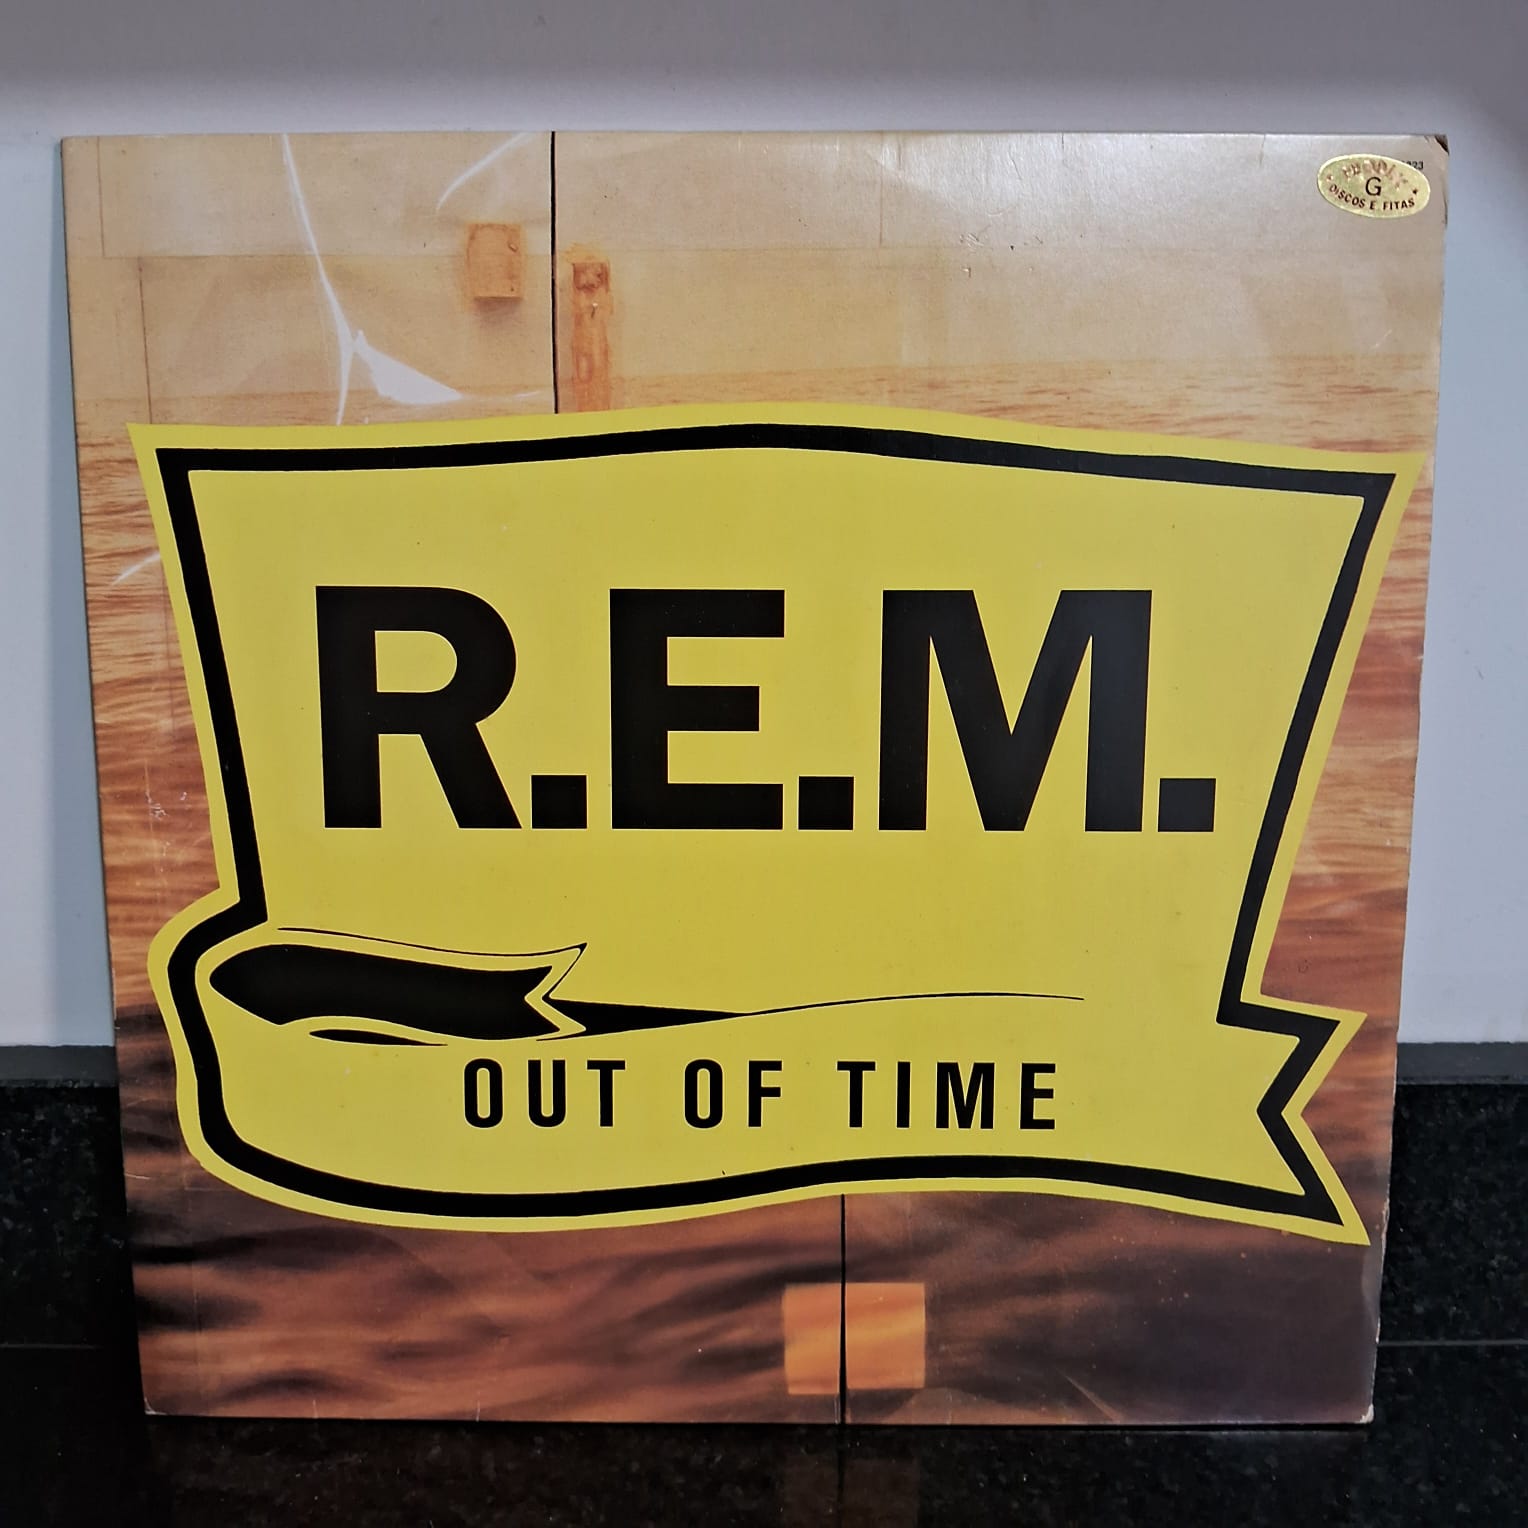 G
DISCOS E FITAS
R.E.M.
OUT OF TIME